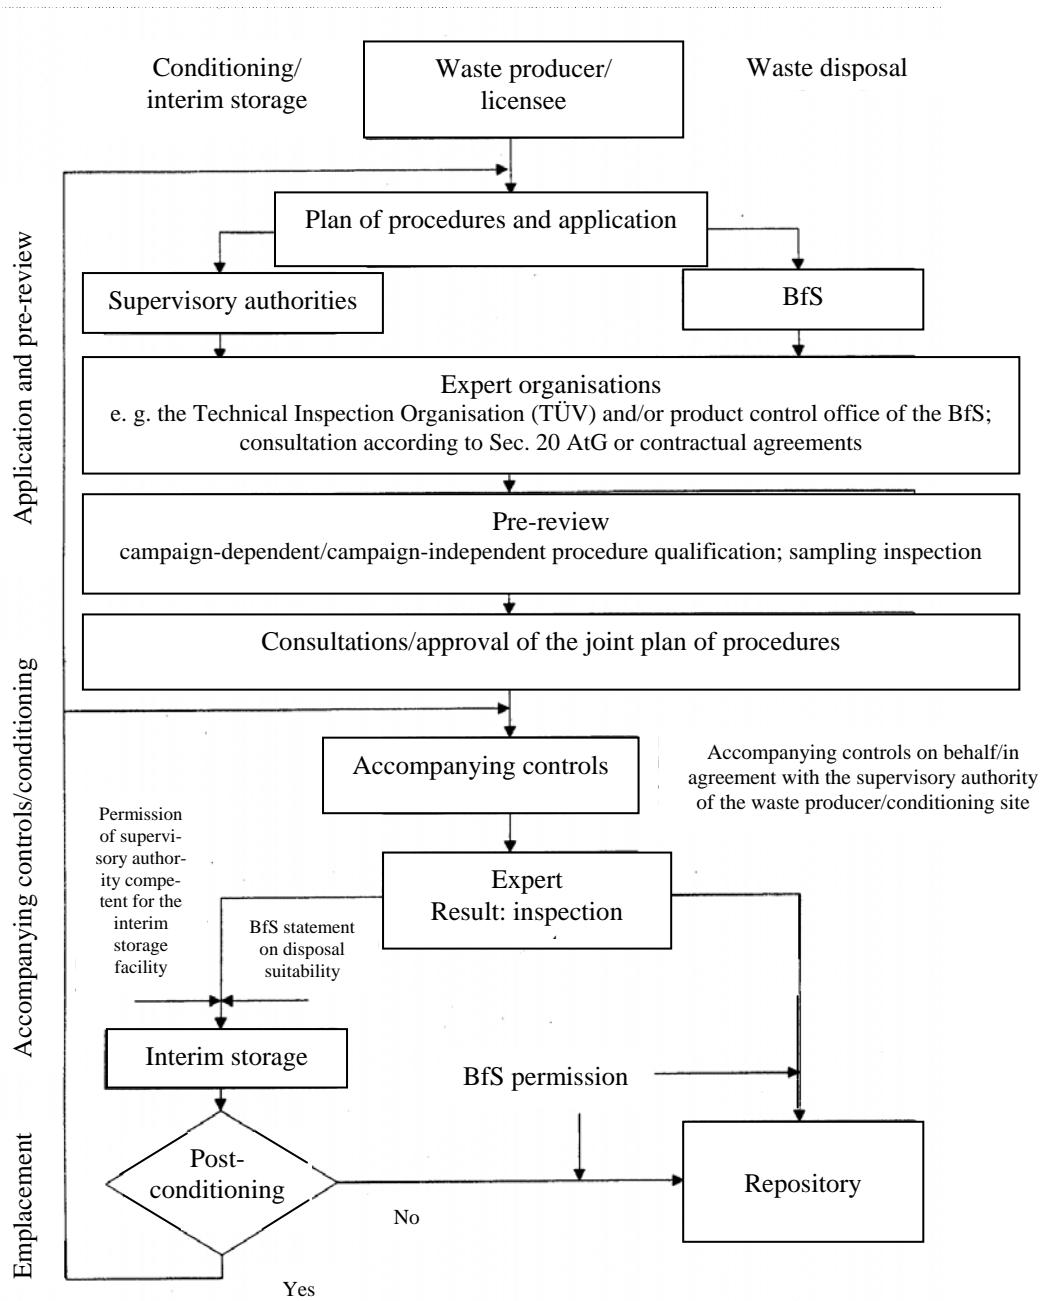 Conditioning/
interim storage
Waste producer/
licensee
Waste disposal
Application and pre-review
Plan of procedures and application
Supervisory authorities
BfS
Expert organisations
e. g. the Technical Inspection Organisation (TÜV) and/or product control office of the BfS;
consultation according to Sec. 20 AtG or contractual agreements
Pre-review
campaign-dependent/campaign-independent procedure qualification; sampling inspection
Consultations/approval of the joint plan of procedures
Accompanying controls/conditioning
Accompanying controls
Accompanying controls on behalf/in
agreement with the supervisory authority
of the waste producer/conditioning site
Permission
of supervi-
sory author-
ity compe-
tent for the
interim
storage
facility
Expert
Result: inspection
BfS statement
on disposal
suitability
Interim storage
BfS permission
Emplacement
Post-
conditioning
Repository
No
Yes